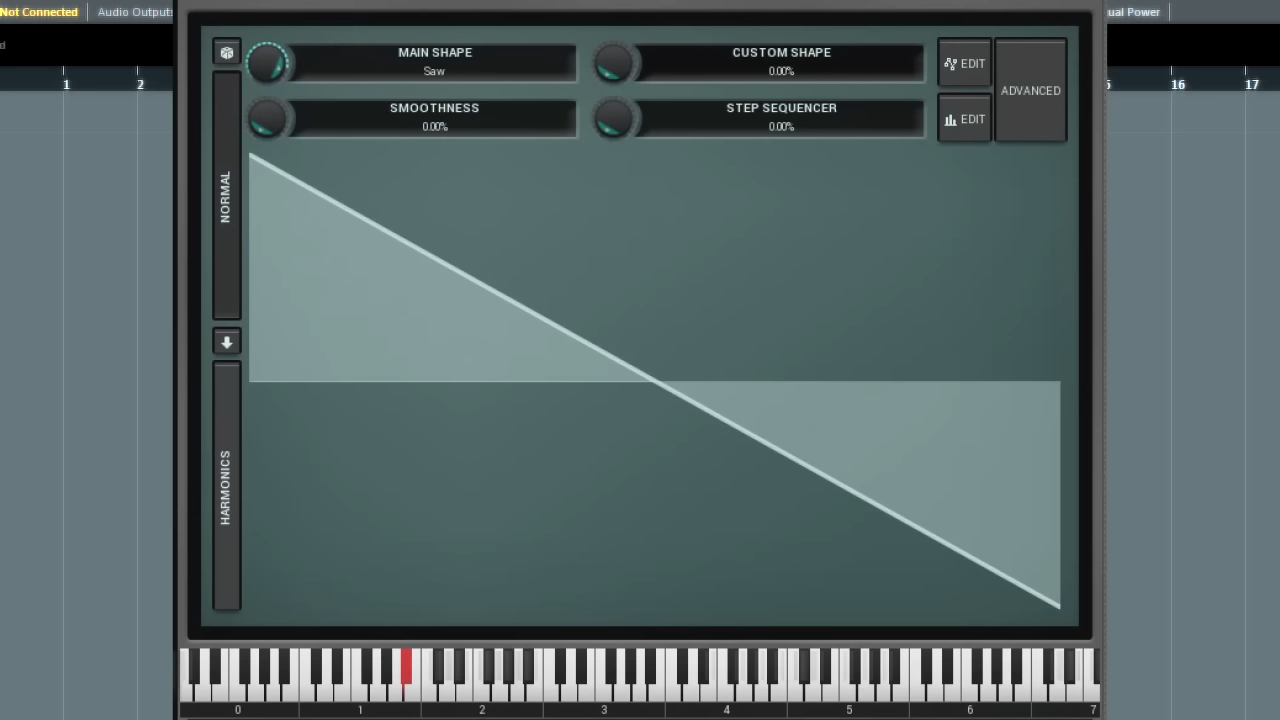 Not Connected Audio Outputs ual Power
d
1 2 16 17
MAIN SHAPE
Saw
CUSTOM SHAPE
0.00%
EDIT
ADVANCED
SMOOTHNESS
0.00%
STEP SEQUENCER
0.00%
EDIT
NORMAL
HARMONICS
0 1 2 3 4 5 6 7